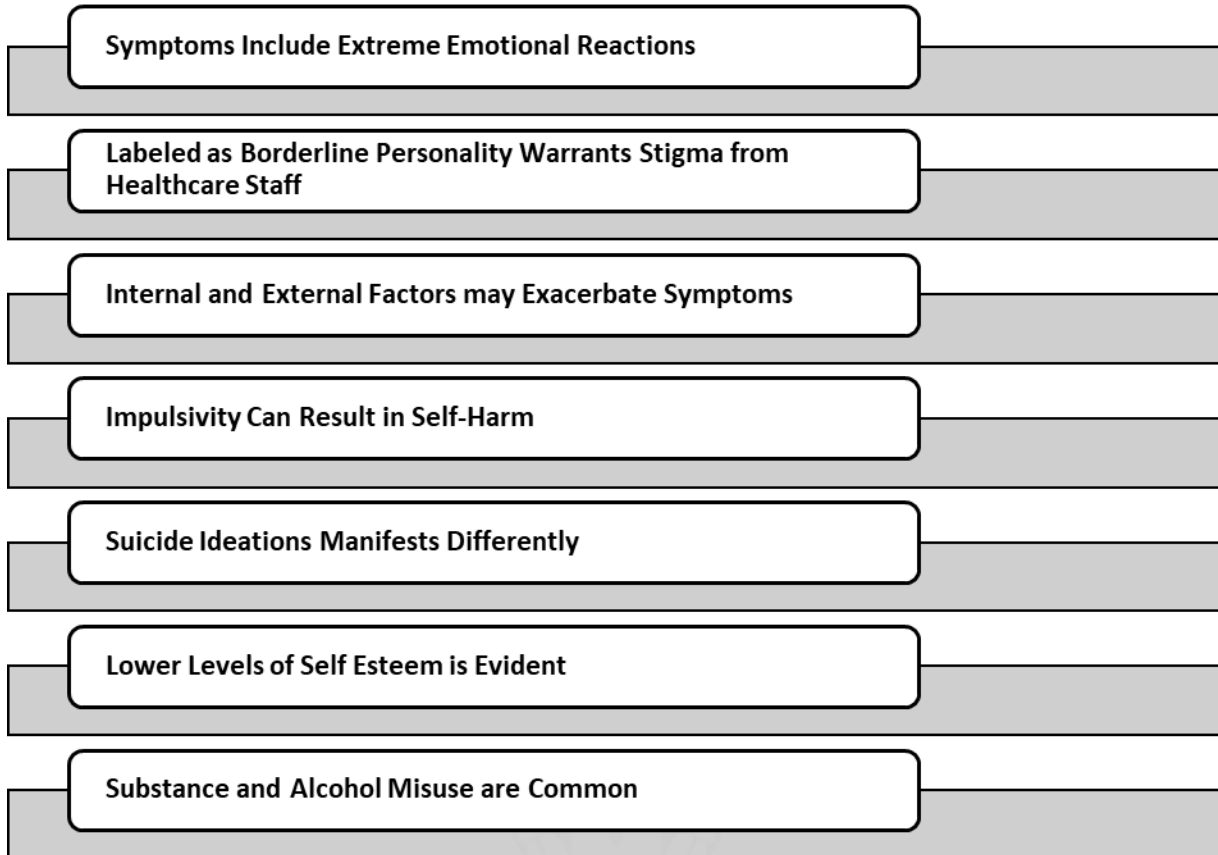 Symptoms Include Extreme Emotional Reactions
Labeled as Borderline Personality Warrants Stigma from
Healthcare Staff
Internal and External Factors may Exacerbate Symptoms
Impulsivity Can Result in Self-Harm
Suicide Ideations Manifests Differently
Lower Levels of Self Esteem is Evident
Substance and Alcohol Misuse are Common